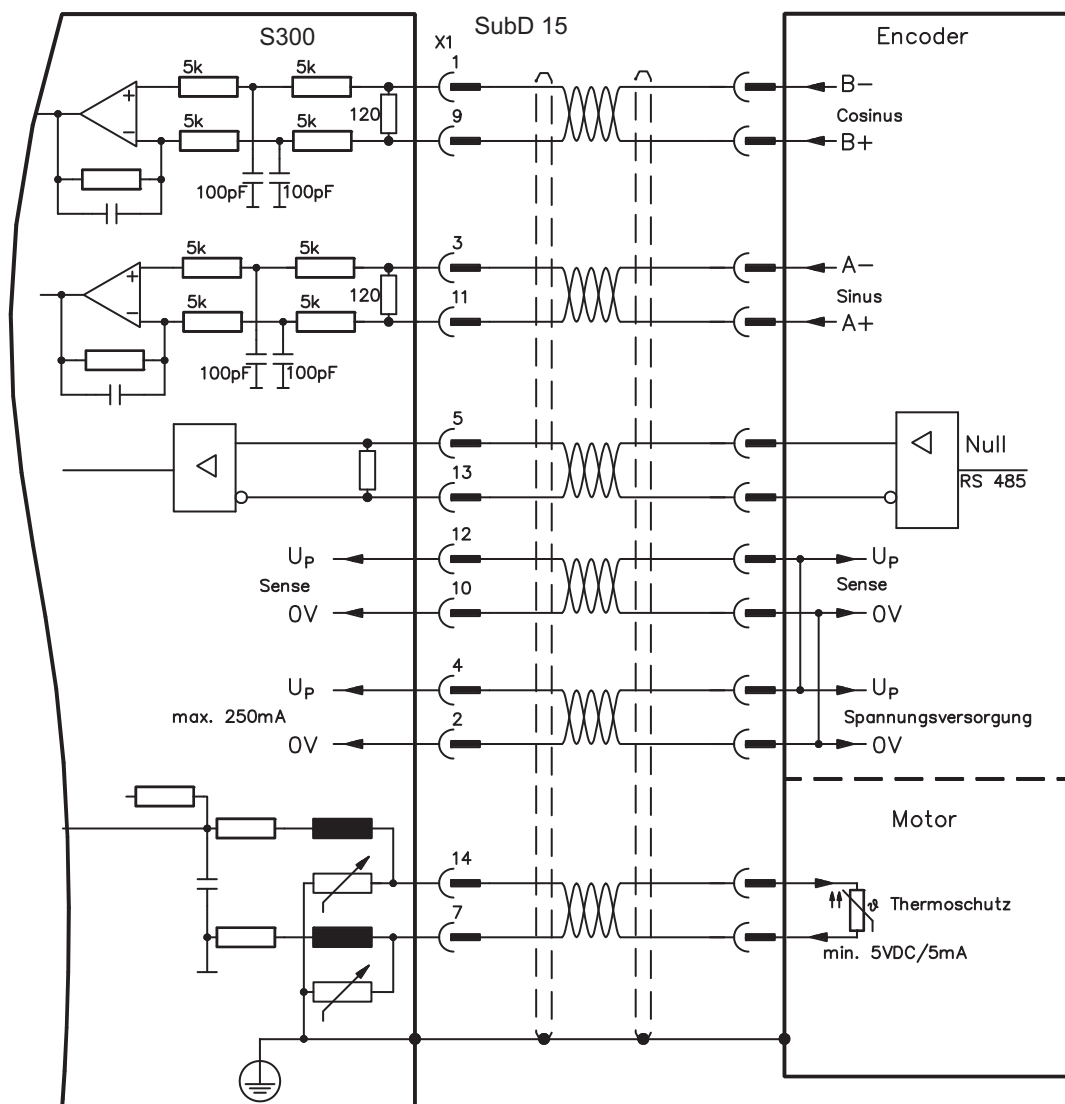 S300
SubD 15
Encoder
X1
1
5k
5k
B−
+
120
Cosinus
9
−
5k
5k
B+
100pF
100pF
3
5k
5k
A−
+
120
Sinus
11
−
5k
5k
A+
100pF
100pF
5
Null
13
RS 485
12
UP
UP
Sense
Sense
10
0V
0V
4
UP
UP
max. 250mA
Spannungsversorgung
2
0V
0V
Motor
14
ϑ Thermoschutz
7
min. 5VDC/5mA